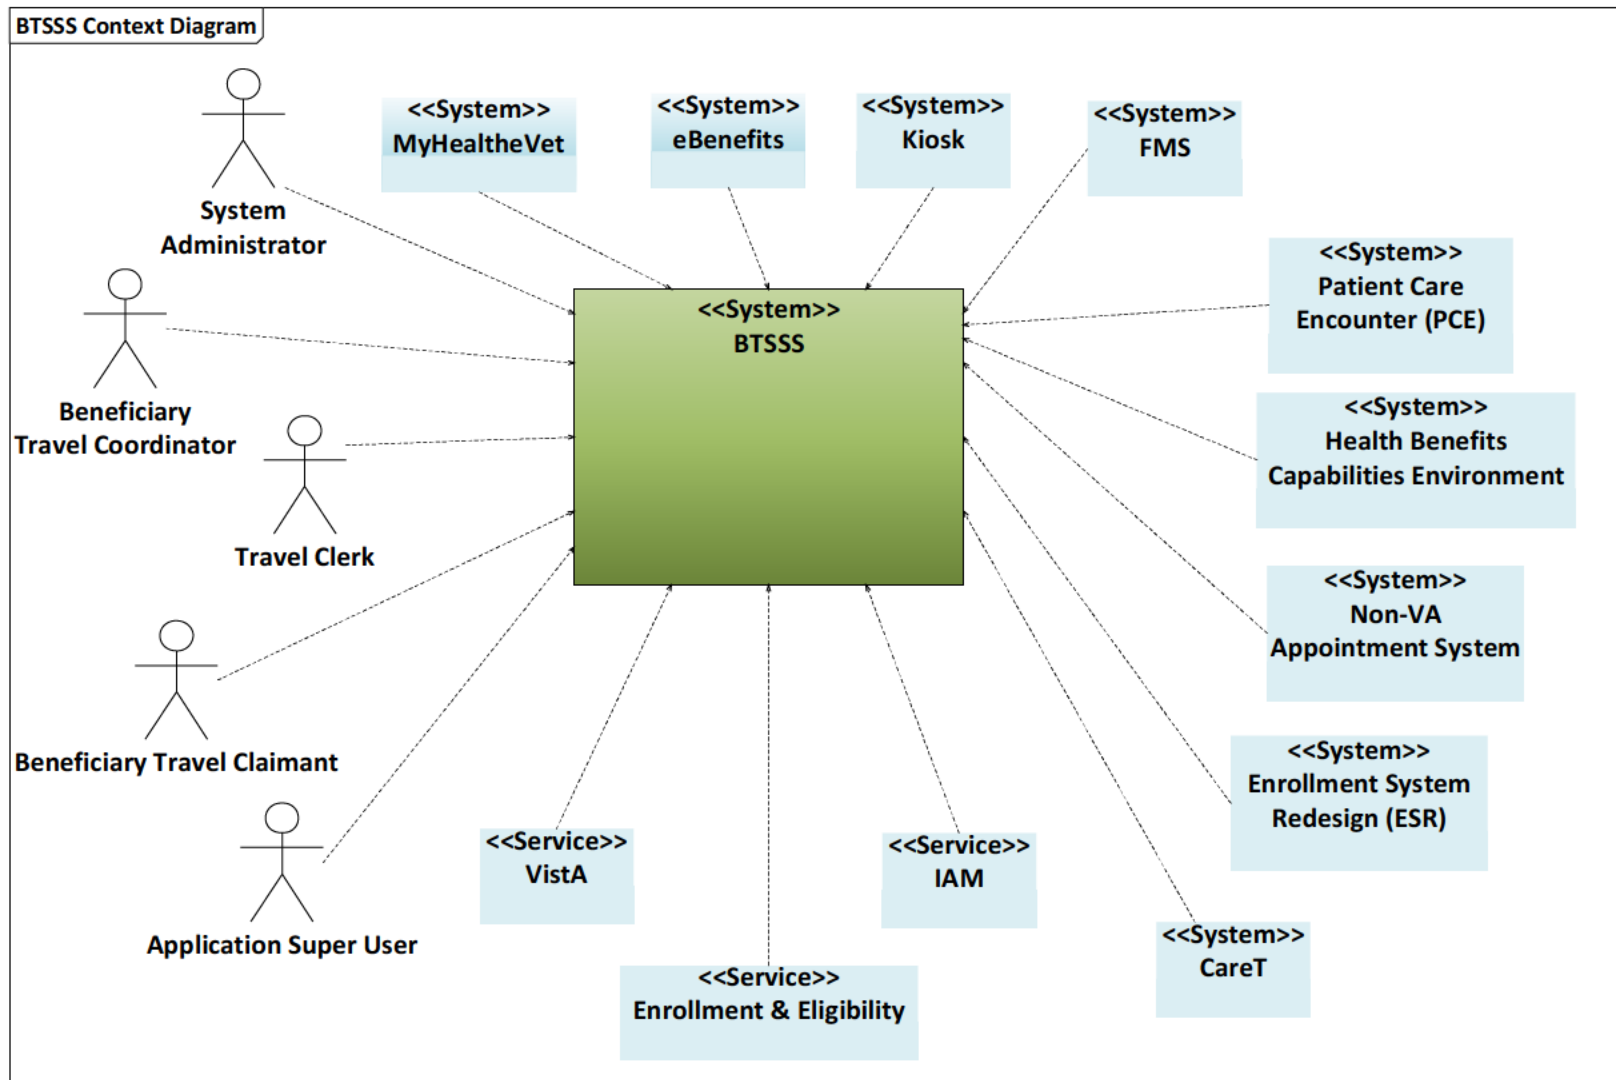 BTSSS Context Diagram
System
Administrator
<<System>>
MyHealtheVet
<<System>>
eBenefits
<<System>>
Kiosk
<<System>>
FMS
<<System>>
Patient Care
Encounter (PCE)
Beneficiary
Travel Coordinator
<<System>>
BTSSS
<<System>>
Health Benefits
Capabilities Environment
Travel Clerk
<<System>>
Non-VA
Appointment System
Beneficiary Travel Claimant
<<System>>
Enrollment System
Redesign (ESR)
Application Super User
<<Service>>
VistA
<<Service>>
IAM
<<System>>
CareT
<<Service>>
Enrollment & Eligibility